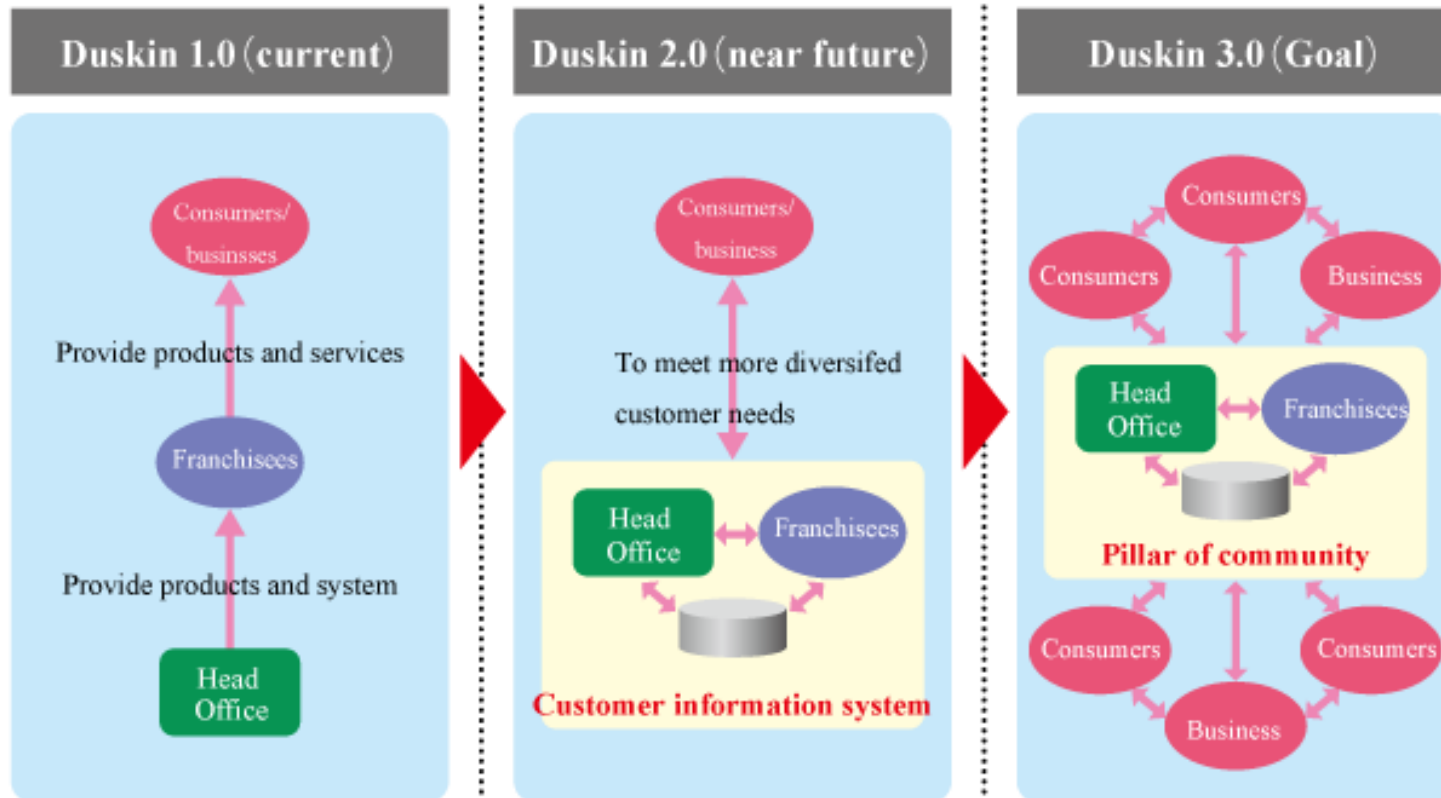 Duskin 1.0 (current)
Consumers/
businsses
Provide products and services
Franchisees
Provide products and system
Head
Office
Duskin 2.0 (near future)
Consumers/
business
To meet more diversifed
customer needs
Head
Office
Franchisees
Customer information system
Duskin 3.0 (Goal)
Consumers
Consumers
Business
Head
Office
Franchisees
Pillar of community
Consumers
Consumers
Business